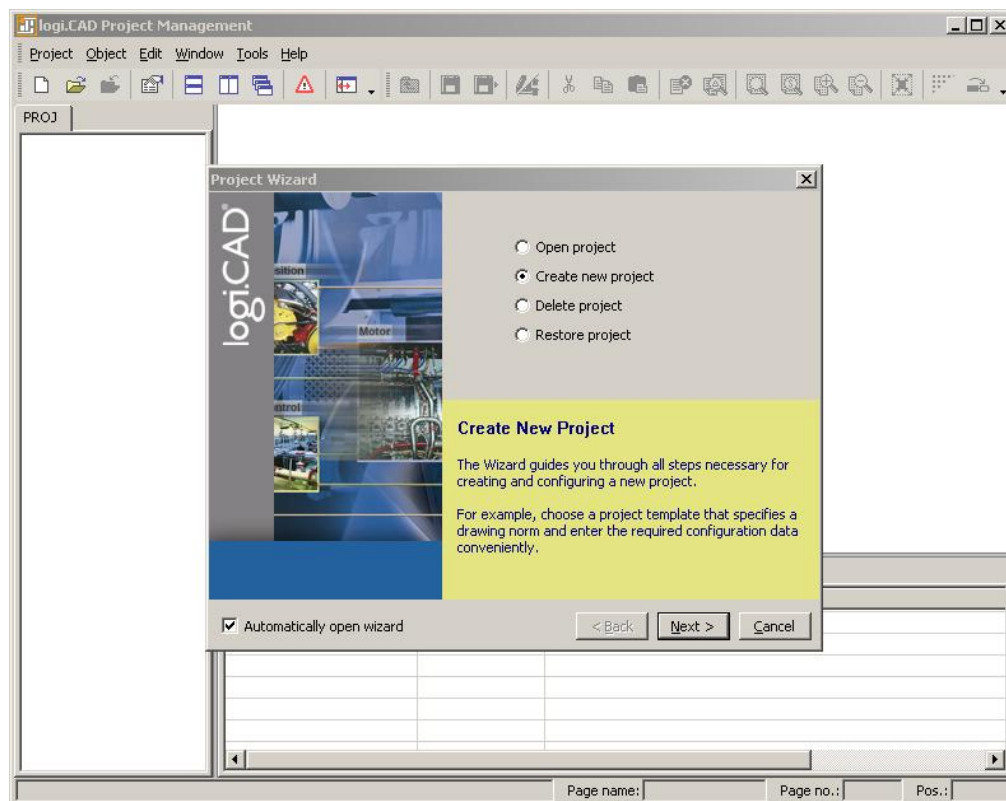 logi.CAD Project Management
Project Object Edit Window Tools Help
PROJ
Project Wizard
logi.CAD
sition
Motor
ntrol
Open project
Create new project
Delete project
Restore project
Create New Project
The Wizard guides you through all steps necessary for
creating and configuring a new project.
For example, choose a project template that specifies a
drawing norm and enter the required configuration data
conveniently.
Automatically open wizard
< Back Next > Cancel
Page name: Page no.: Pos.: